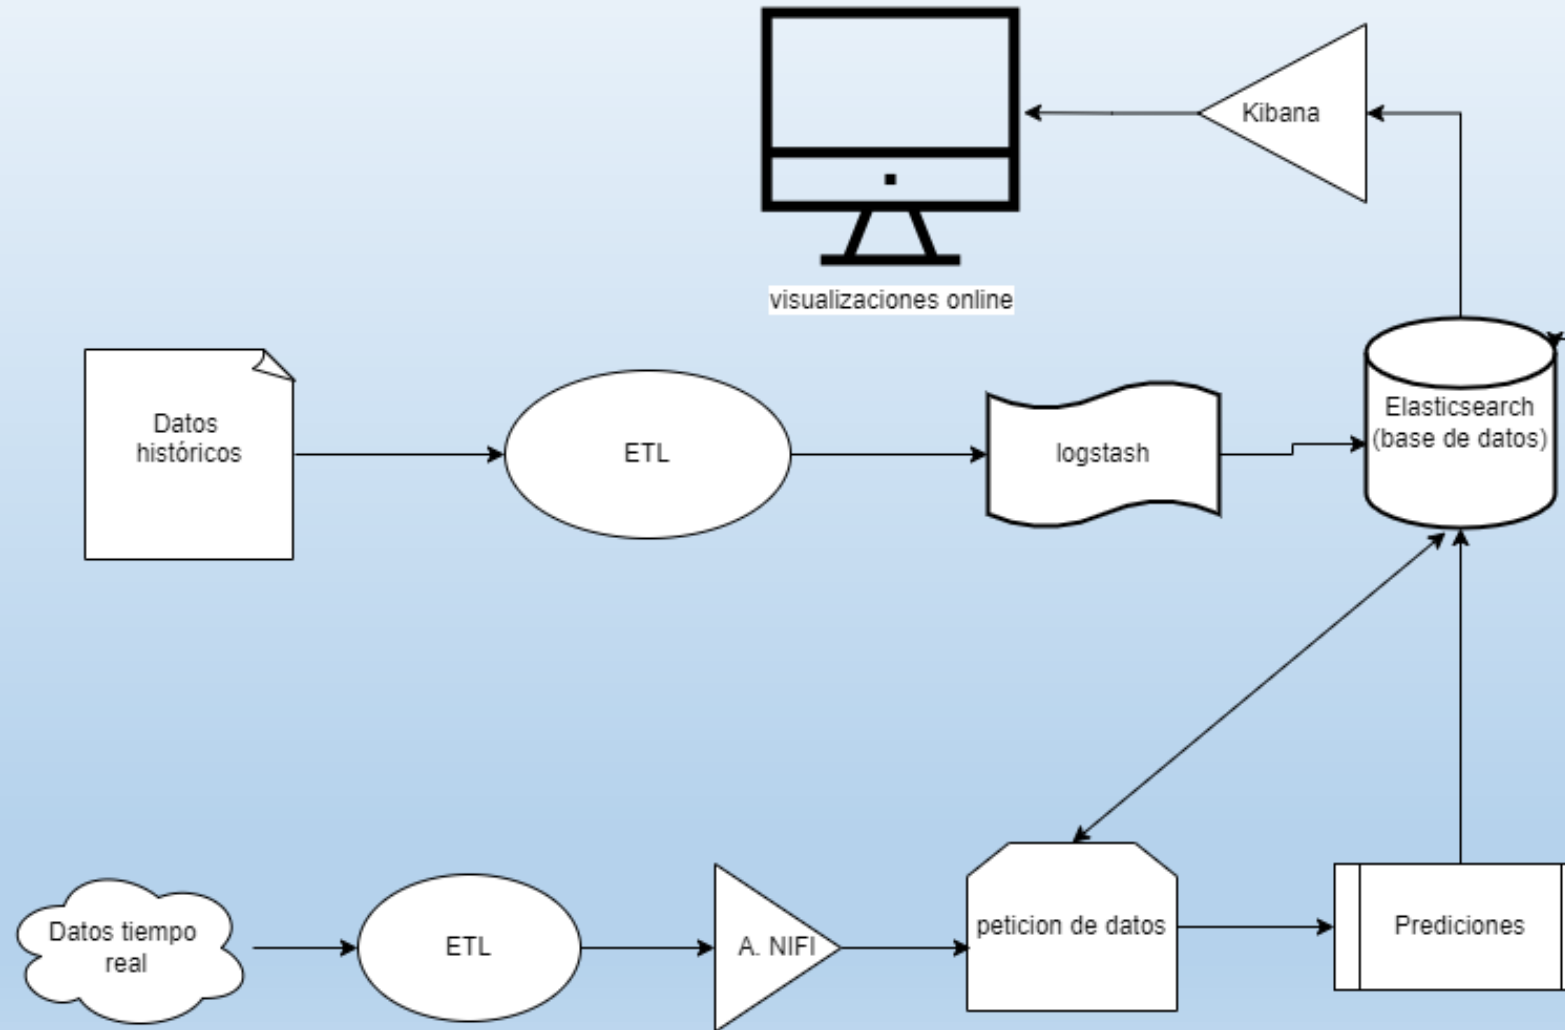 Kibana
visualizaciones online
Datos
históricos
ETL
logstash
Elasticsearch
(base de datos)
Datos tiempo
real
ETL
A. NIFI
peticion de datos
Prediciones